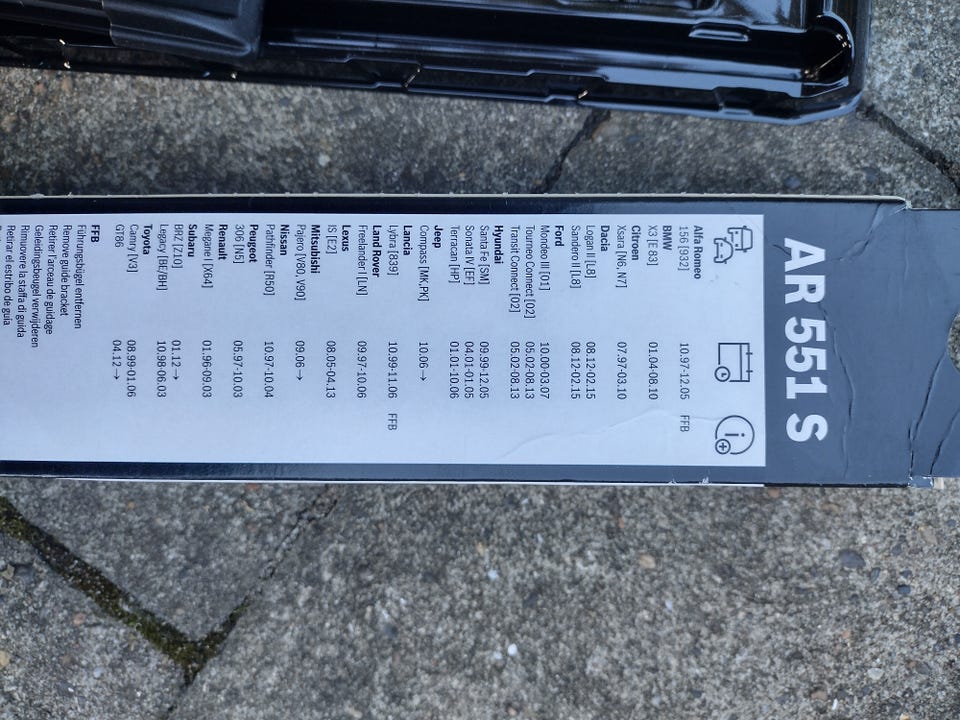 AR 551 S
Alfa Romeo
156 [932] 10.97-12.05 FFB
BMW
X3 [E 83] 01.04-08.10
Citroen
Xsara [N6, N7] 07.97-03.10
Dacia
Logan II [L8] 08.12-02.15
Sandero II [L8] 08.12-02.15
Ford
Mondeo III [01] 10.00-03.07
Tourneo Connect [02] 05.02-08.13
Transit Connect [02] 05.02-08.13
Hyundai
Santa Fe [SM] 09.99-12.05
Sonata IV [EF] 04.01-01.05
Terracan [HP] 01.01-10.06
Jeep
Compass [MK,PK] 10.06 →
Lancia
Lybra [839] 10.99-11.06 FFB
Land Rover
Freelander I [LN] 09.97-10.06
Lexus
IS [E2] 08.05-04.13
Mitsubishi
Pajero [V80, V90] 09.06 →
Nissan
Pathfinder [R50] 10.97-10.04
Peugeot
306 [N5] 05.97-10.03
Renault
Megane I [X64] 01.96-09.03
Subaru
BRZ [Z10] 01.12 →
Legacy [BE/BH] 10.98-06.03
Toyota
Camry [V3] 08.99-01.06
GT86 04.12 →
FFB
Führungsbügel entfernen
Remove guide bracket
Retirer l'arceau de guidage
Geleidingsbeugel verwijderen
Rimuovere la staffa di guida
Retirar el estribo de guía